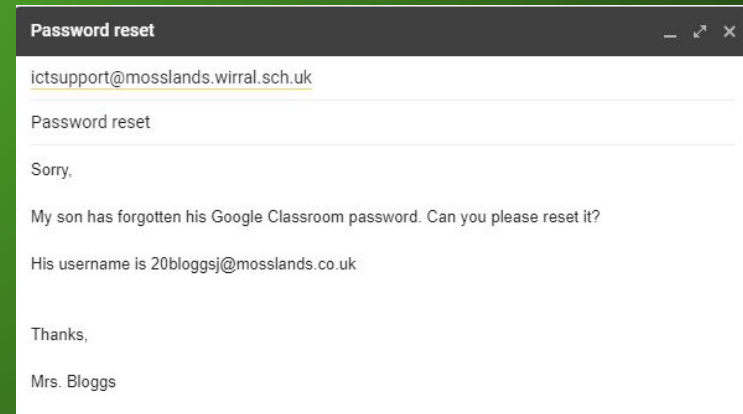 Password reset
ictsupport@mosslands.wirral.sch.uk
Password reset
Sorry,
My son has forgotten his Google Classroom password. Can you please reset it?
His username is 20bloggsj@mosslands.co.uk
Thanks,
Mrs. Bloggs